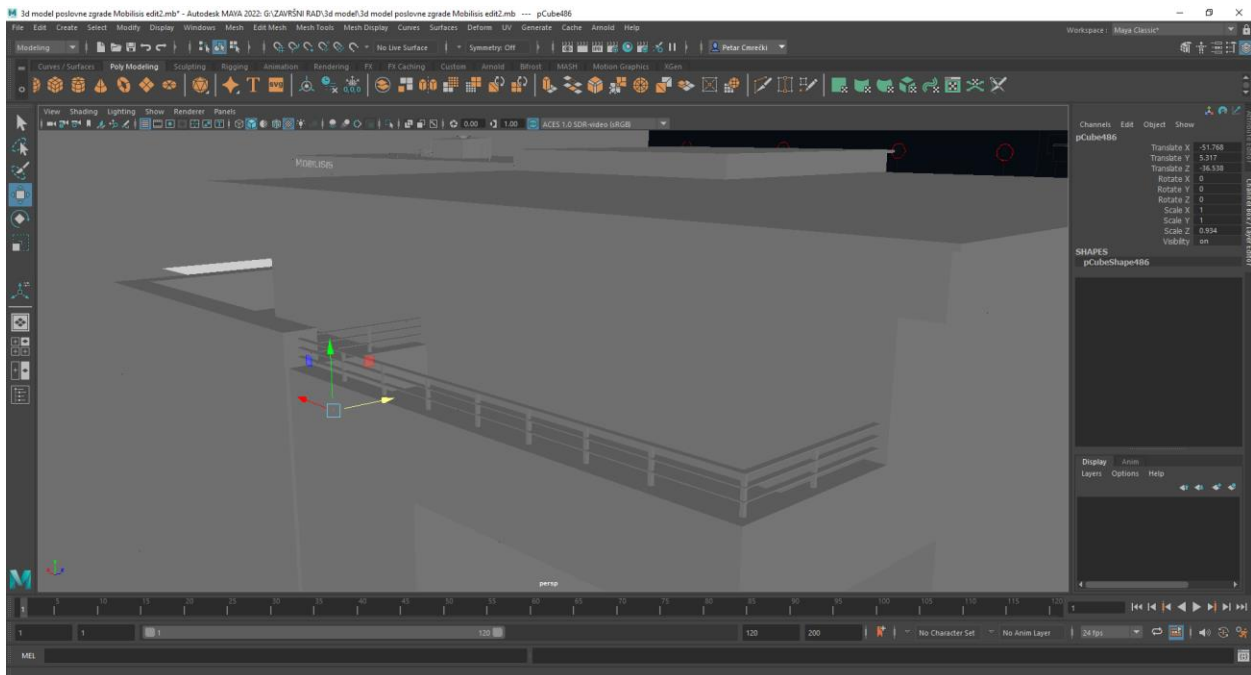 3d model poslovne zgrade Mobilisis edit2.mb* - Autodesk MAYA 2022: G:\ZAVRŠNI RAD\3d model\3d model poslovne zgrade Mobilisis edit2.mb --- pCube486
File Edit Create Select Modify Display Windows Mesh Edit Mesh Mesh Tools Mesh Display Curves Surfaces Deform UV Generate Cache Arnold Help
Workspace: Maya Classic*
Modeling
No Live Surface
Symmetry: Off
Petar Cmrečki
Curves / Surfaces Poly Modeling Sculpting Rigging Animation Rendering FX FX Caching Custom Arnold Bifrost MASH Motion Graphics XGen
View Shading Lighting Show Renderer Panels
0.00 1.00 ACES 1.0 SDR-video (sRGB)
MOBILISIS
persp
Channels Edit Object Show
pCube486
Translate X -51.768
Translate Y 5.317
Translate Z -36.538
Rotate X 0
Rotate Y 0
Rotate Z 0
Scale X 1
Scale Y 1
Scale Z 0.934
Visibility on
SHAPES
pCubeShape486
Display Anim
Layers Options Help
1 5 10 15 20 25 30 35 40 45 50 55 60 65 70 75 80 85 90 95 100 105 110 115 120 1
1 1 1 120 120 200 No Character Set No Anim Layer 24 fps
MEL